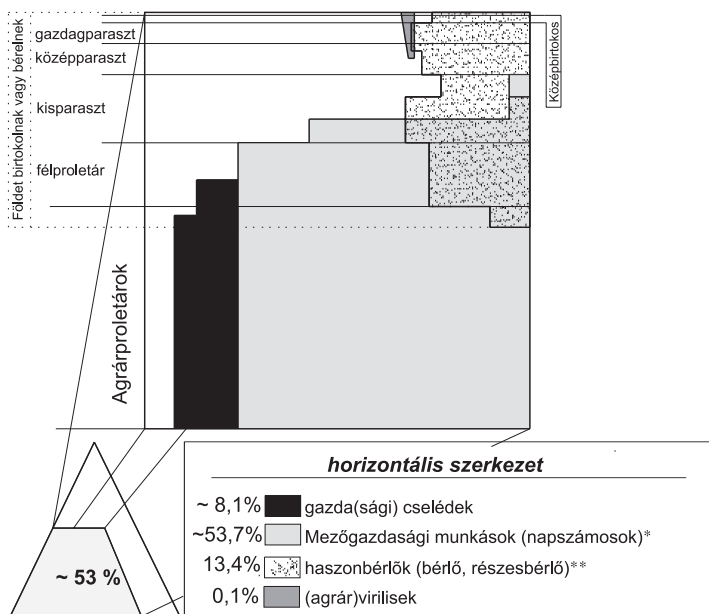 Földet birtokolnak vagy bérelnek
gazdagparaszt
középparaszt
kisparaszt
félproletár
Agrárproletárok
Középbirtokos
~ 53 %
horizontális szerkezet
~ 8,1% gazda(sági) cselédek
~53,7% Mezőgazdasági munkások (napszámosok)*
13,4% haszonbérlõk (bérlő, részesbérlő)**
0,1% (agrár)virilisek